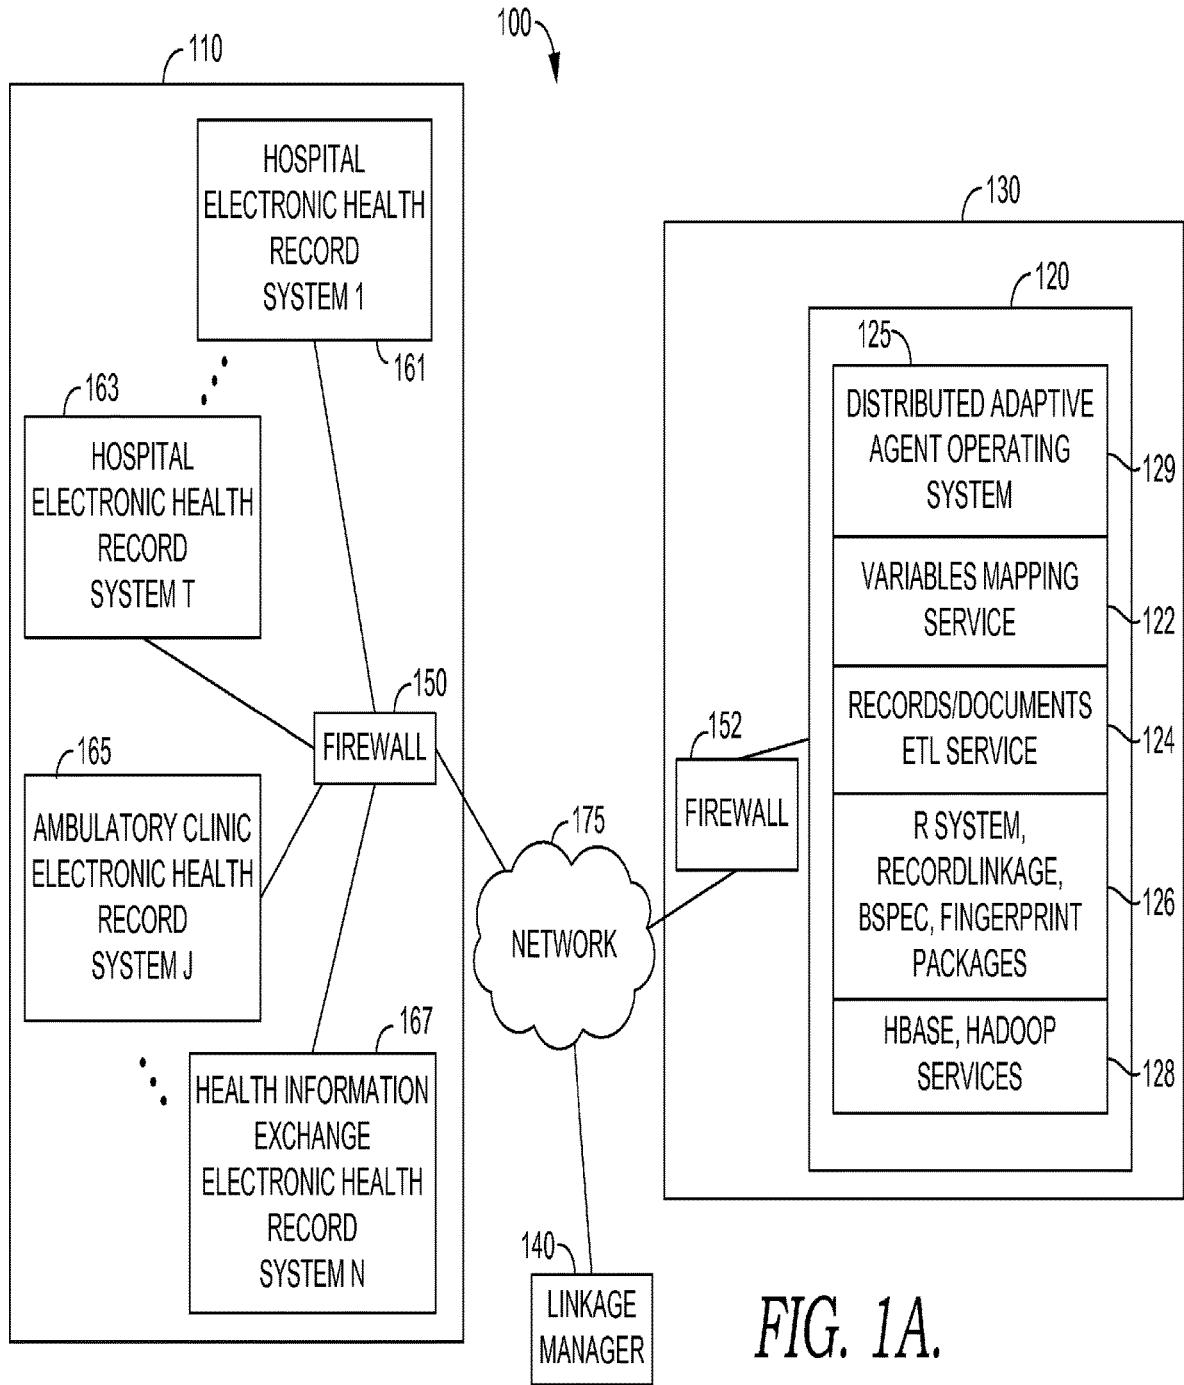 100
110
HOSPITAL
ELECTRONIC HEALTH
RECORD
SYSTEM 1
161
163
HOSPITAL
ELECTRONIC HEALTH
RECORD
SYSTEM T
150
FIREWALL
165
AMBULATORY CLINIC
ELECTRONIC HEALTH
RECORD
SYSTEM J
167
HEALTH INFORMATION
EXCHANGE
ELECTRONIC HEALTH
RECORD
SYSTEM N
175
NETWORK
140
LINKAGE
MANAGER
152
FIREWALL
130
120
125
DISTRIBUTED ADAPTIVE
AGENT OPERATING
SYSTEM
129
VARIABLES MAPPING
SERVICE
122
RECORDS/DOCUMENTS
ETL SERVICE
124
R SYSTEM,
RECORDLINKAGE,
BSPEC, FINGERPRINT
PACKAGES
126
HBASE, HADOOP
SERVICES
128
FIG. 1A.